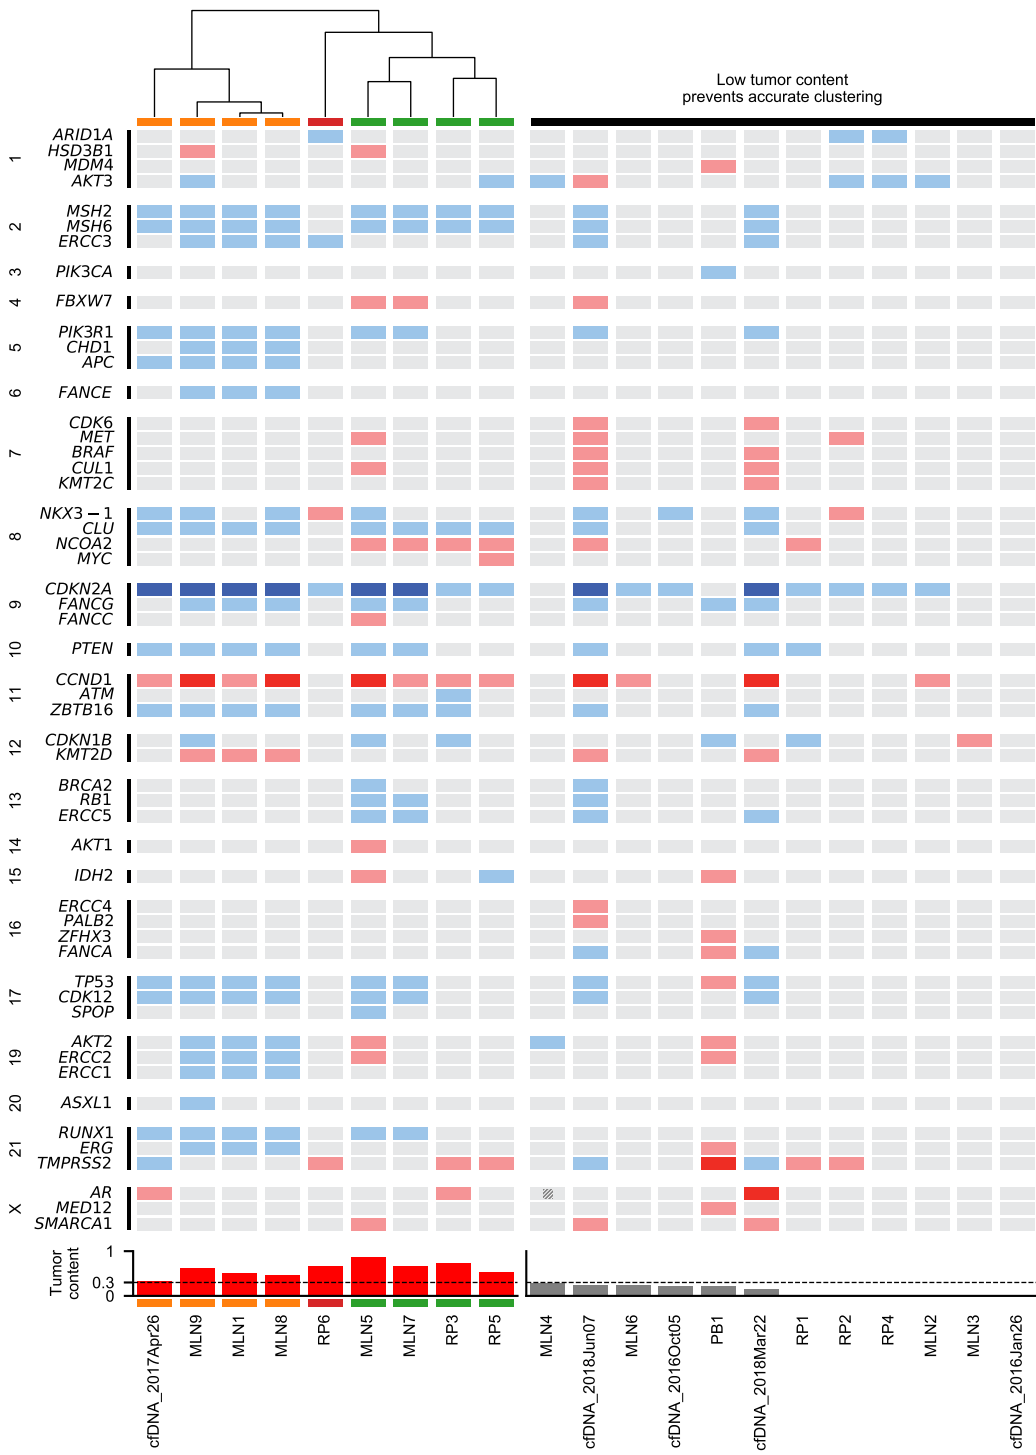 Low tumor content
prevents accurate clustering
1
ARID1A
HSD3B1
MDM4
AKT3
2
MSH2
MSH6
ERCC3
3
PIK3CA
4
FBXW7
5
PIK3R1
CHD1
APC
6
FANCE
7
CDK6
MET
BRAF
CUL1
KMT2C
8
NKX3−1
CLU
NCOA2
MYC
9
CDKN2A
FANCG
FANCC
10
PTEN
11
CCND1
ATM
ZBTB16
12
CDKN1B
KMT2D
13
BRCA2
RB1
ERCC5
14
AKT1
15
IDH2
16
ERCC4
PALB2
ZFHX3
FANCA
17
TP53
CDK12
SPOP
19
AKT2
ERCC2
ERCC1
20
ASXL1
21
RUNX1
ERG
TMPRSS2
X
AR
MED12
SMARCA1
Tumor
content
1
0.3
0
cfDNA_2017Apr26
MLN9
MLN1
MLN8
RP6
MLN5
MLN7
RP3
RP5
MLN4
cfDNA_2018Jun07
MLN6
cfDNA_2016Oct05
PB1
cfDNA_2018Mar22
RP1
RP2
RP4
MLN2
MLN3
cfDNA_2016Jan26